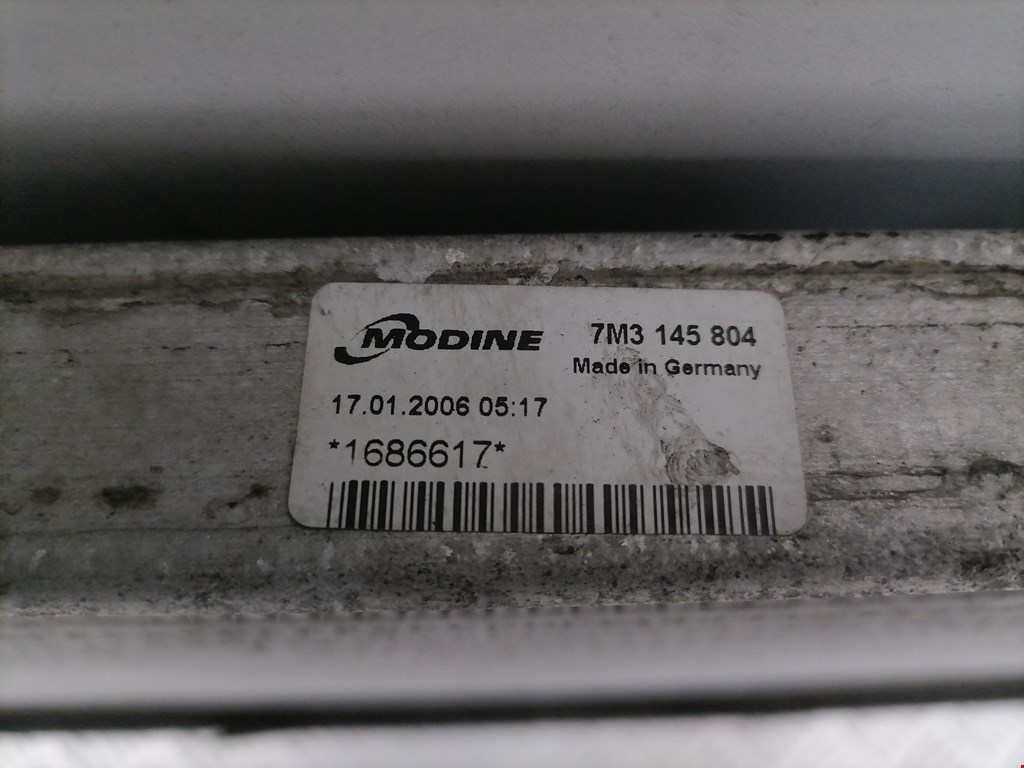 MODINE 7M3 145 804
Made in Germany
17.01.2006 05:17
*1686617*